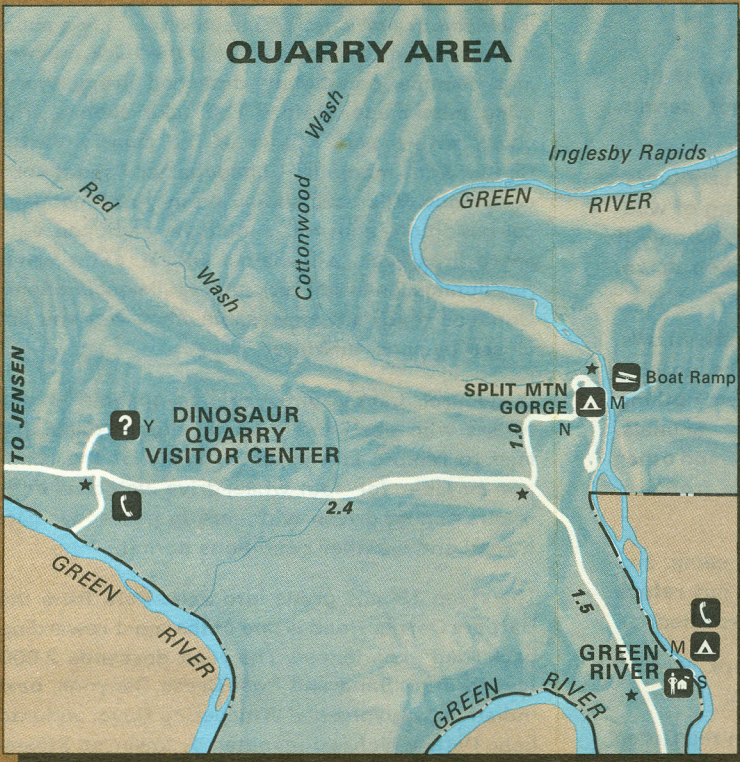 QUARRY AREA
Cottonwood Wash
Inglesby Rapids
GREEN RIVER
Red Wash
TO JENSEN
SPLIT MTN
GORGE
Boat Ramp
M
N
1.0
? Y
DINOSAUR
QUARRY
VISITOR CENTER
2.4
GREEN RIVER
1.5
GREEN
RIVER
M
S
GREEN RIVER